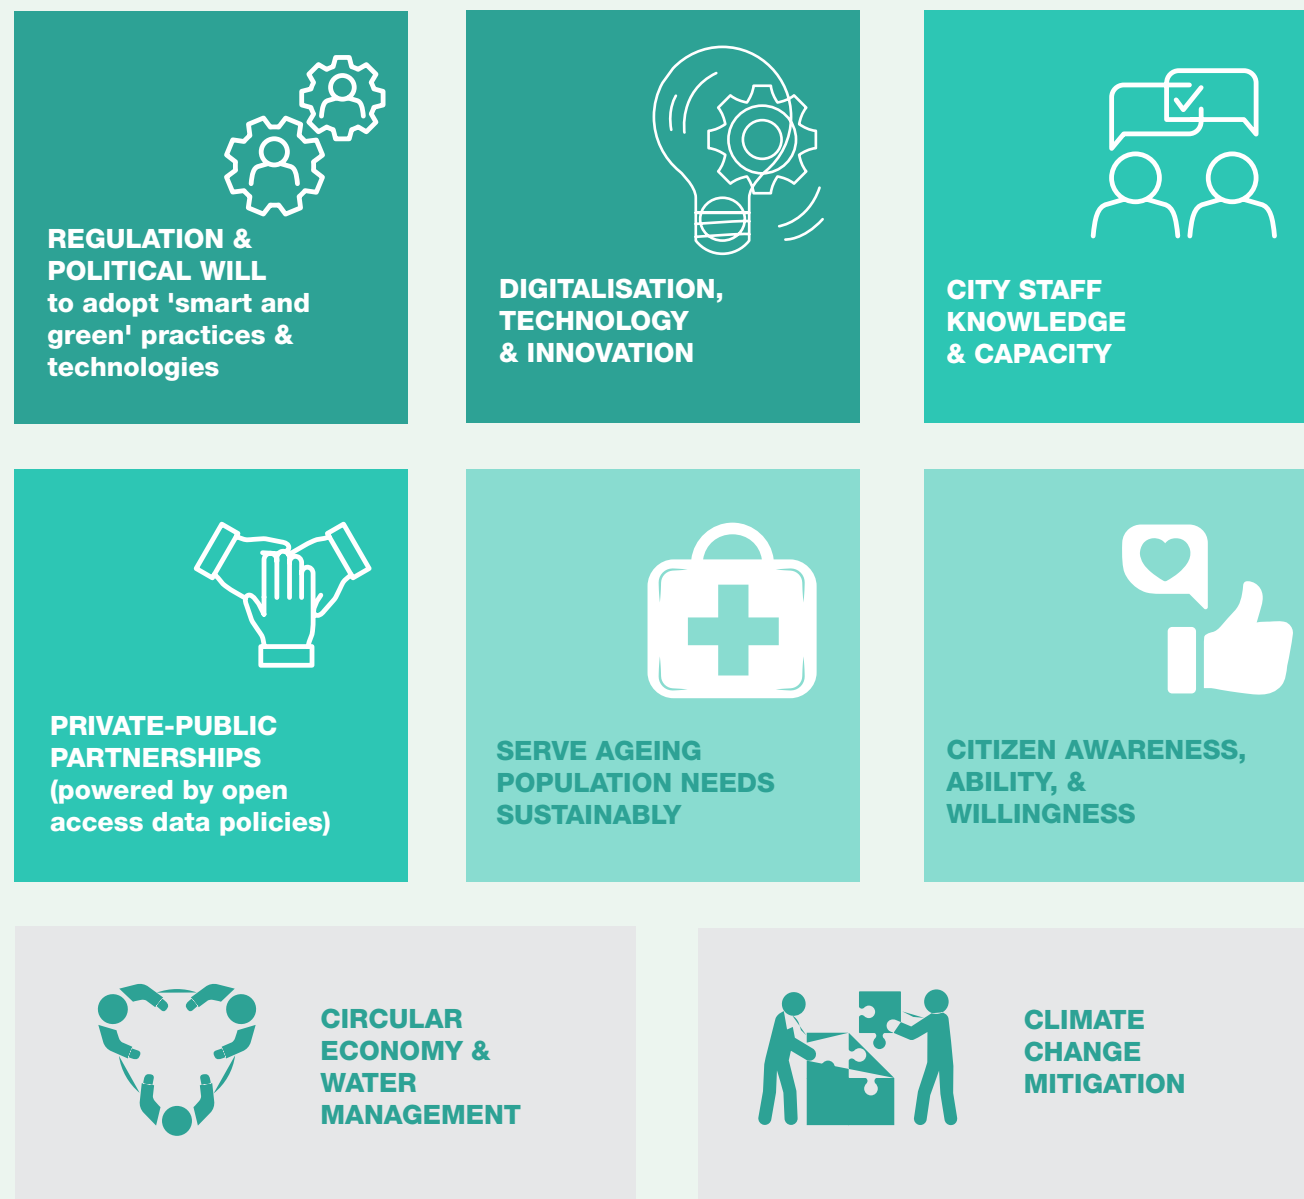 REGULATION &
POLITICAL WILL
to adopt 'smart and
green' practices &
technologies
DIGITALISATION,
TECHNOLOGY
& INNOVATION
CITY STAFF
KNOWLEDGE
& CAPACITY
PRIVATE-PUBLIC
PARTNERSHIPS
(powered by open
access data policies)
SERVE AGEING
POPULATION NEEDS
SUSTAINABLY
CITIZEN AWARENESS,
ABILITY, &
WILLINGNESS
CIRCULAR
ECONOMY &
WATER
MANAGEMENT
CLIMATE
CHANGE
MITIGATION